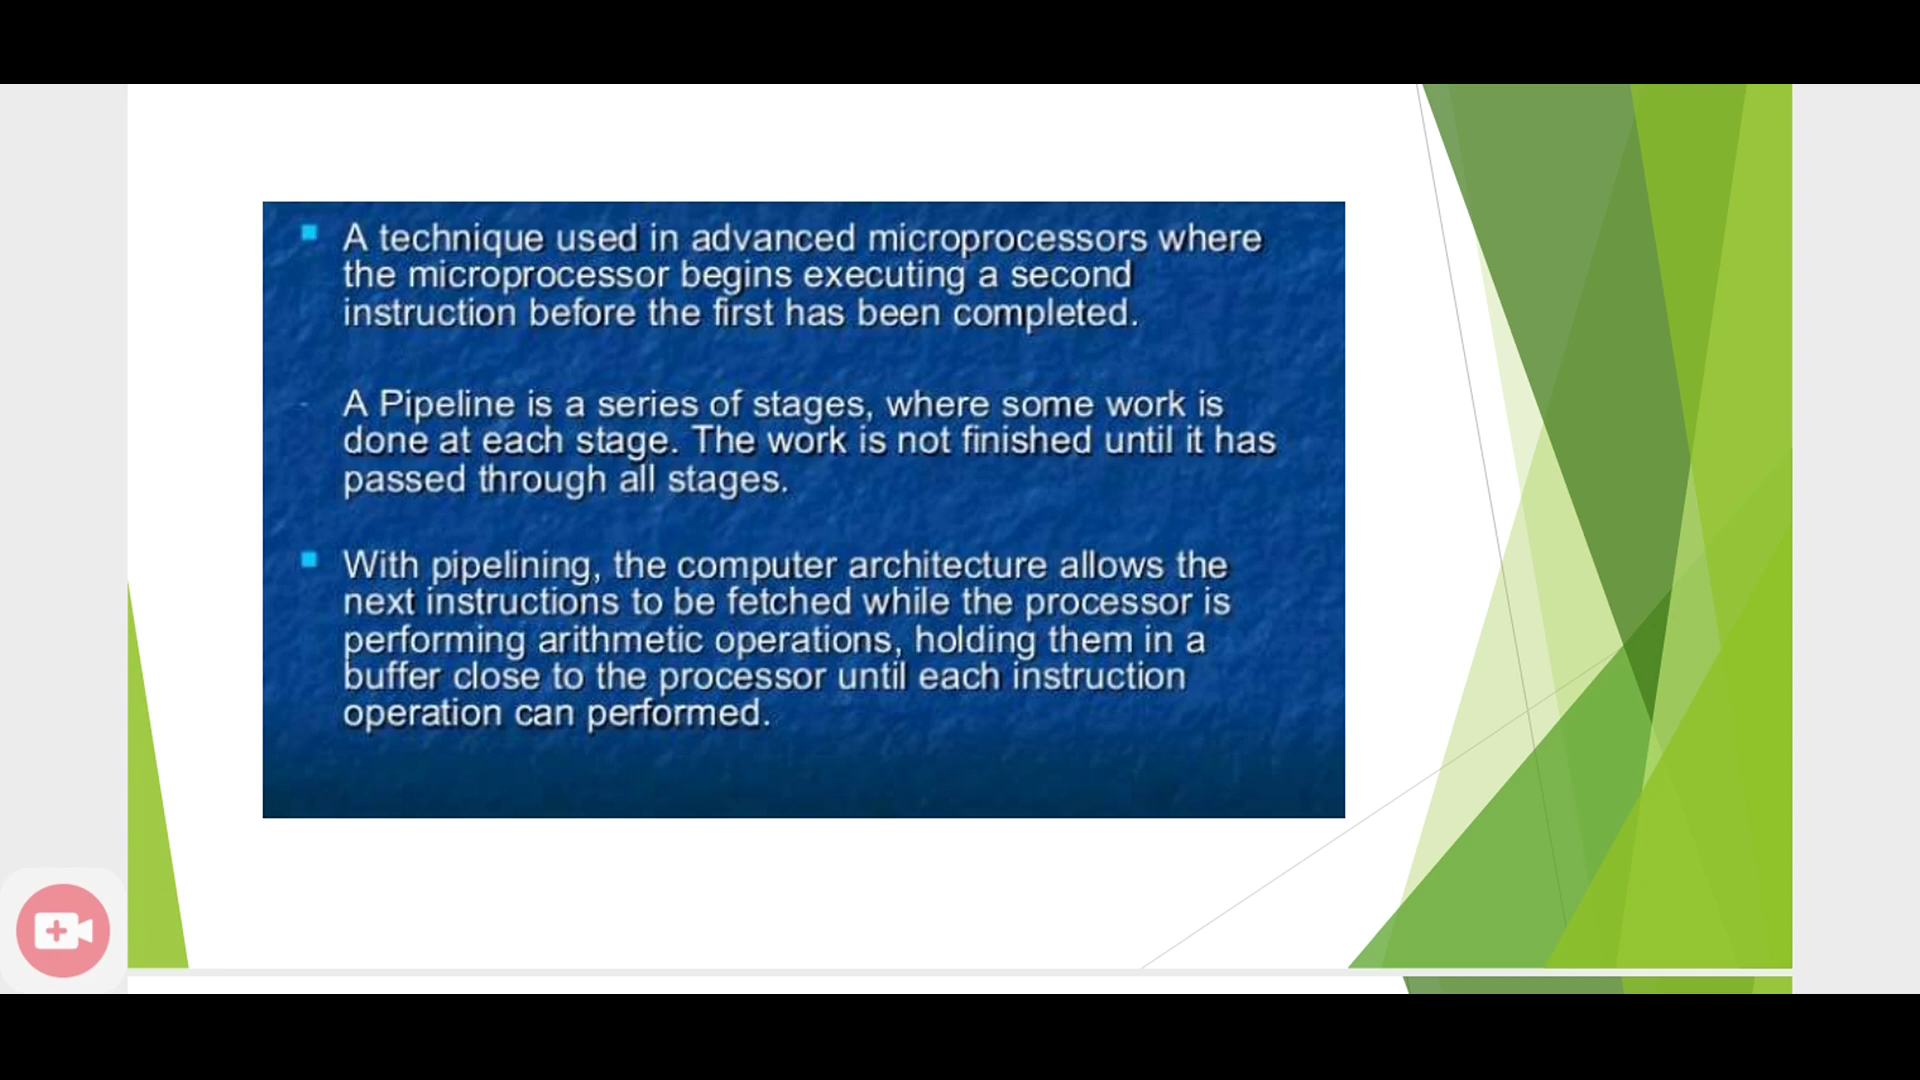 A technique used in advanced microprocessors where
the microprocessor begins executing a second
instruction before the first has been completed.
A Pipeline is a series of stages, where some work is
done at each stage. The work is not finished until it has
passed through all stages.
With pipelining, the computer architecture allows the
next instructions to be fetched while the processor is
performing arithmetic operations, holding them in a
buffer close to the processor until each instruction
operation can performed.